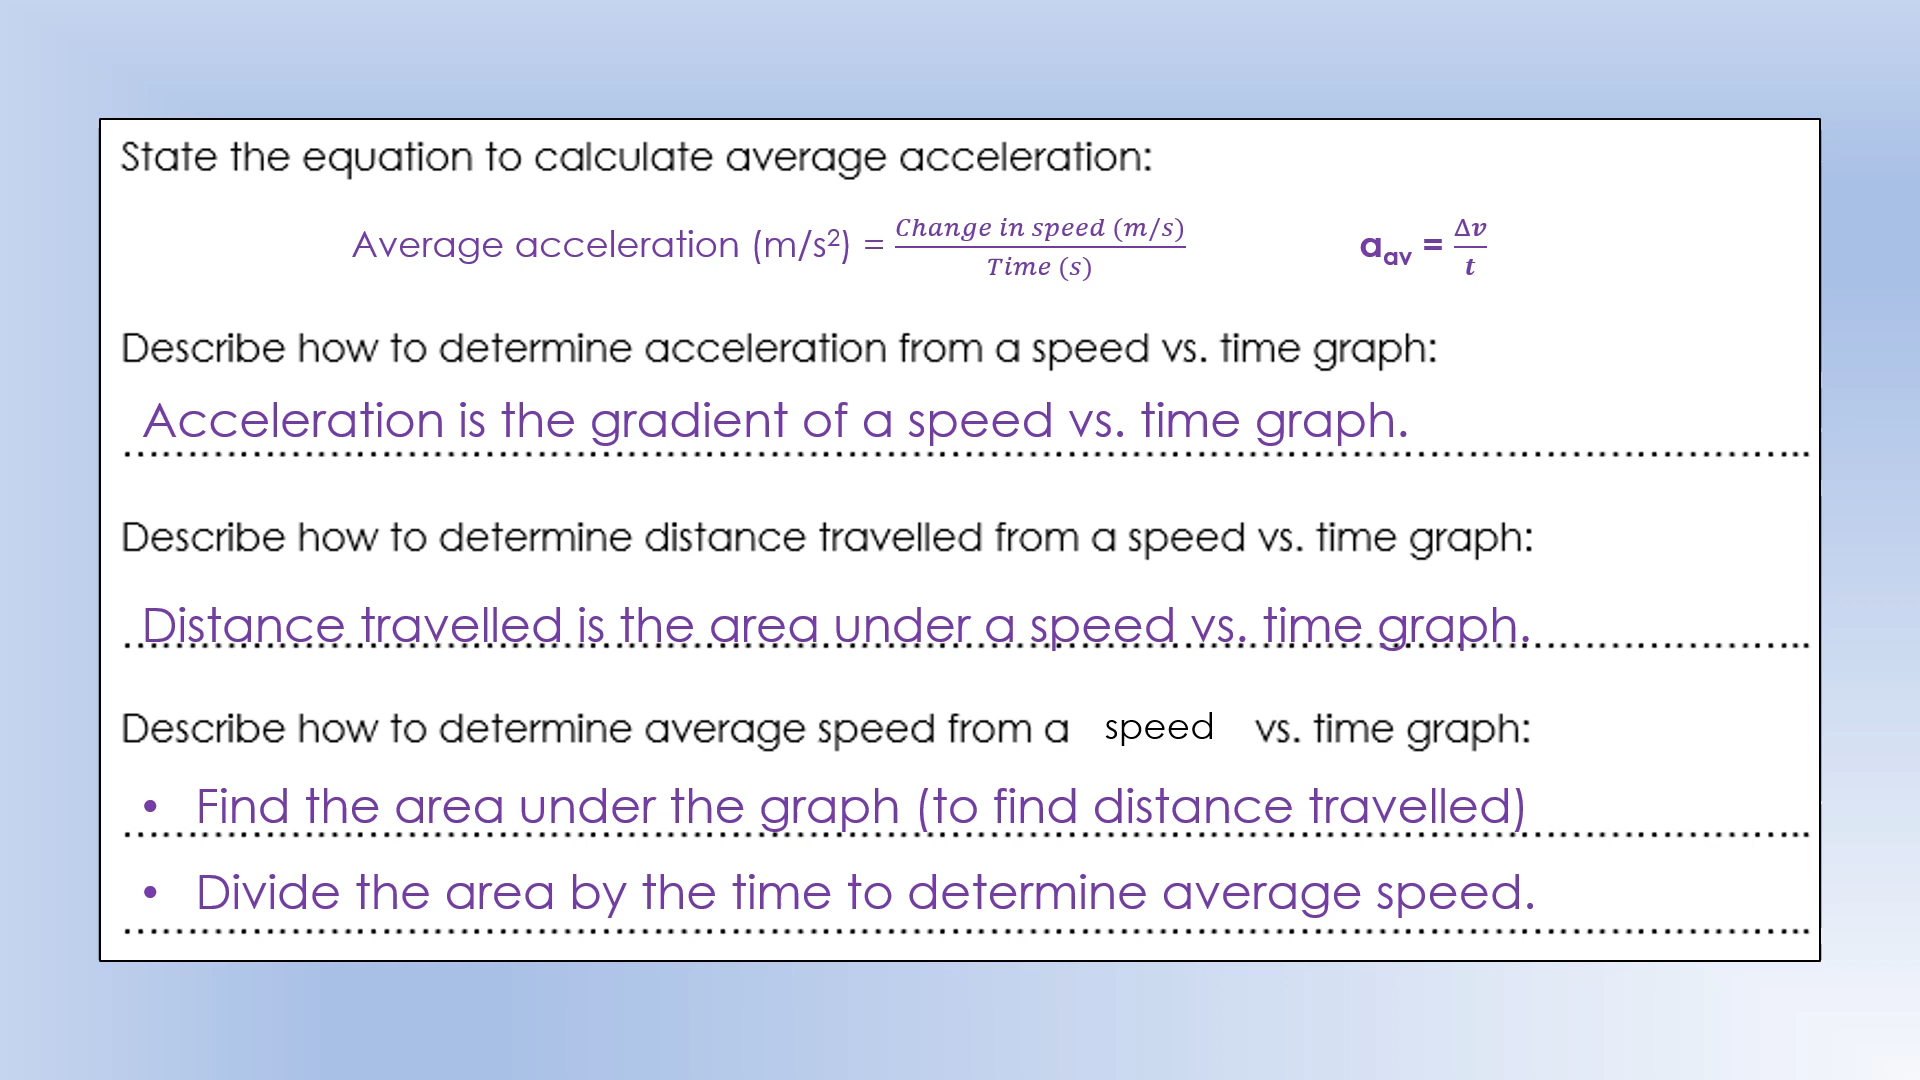 State the equation to calculate average acceleration:
Average acceleration (m/s²) = Change in speed (m/s) / Time (s)    a_av = Δv / t
Describe how to determine acceleration from a speed vs. time graph:
Acceleration is the gradient of a speed vs. time graph.
Describe how to determine distance travelled from a speed vs. time graph:
Distance travelled is the area under a speed vs. time graph.
Describe how to determine average speed from a speed vs. time graph:
• Find the area under the graph (to find distance travelled)
• Divide the area by the time to determine average speed.